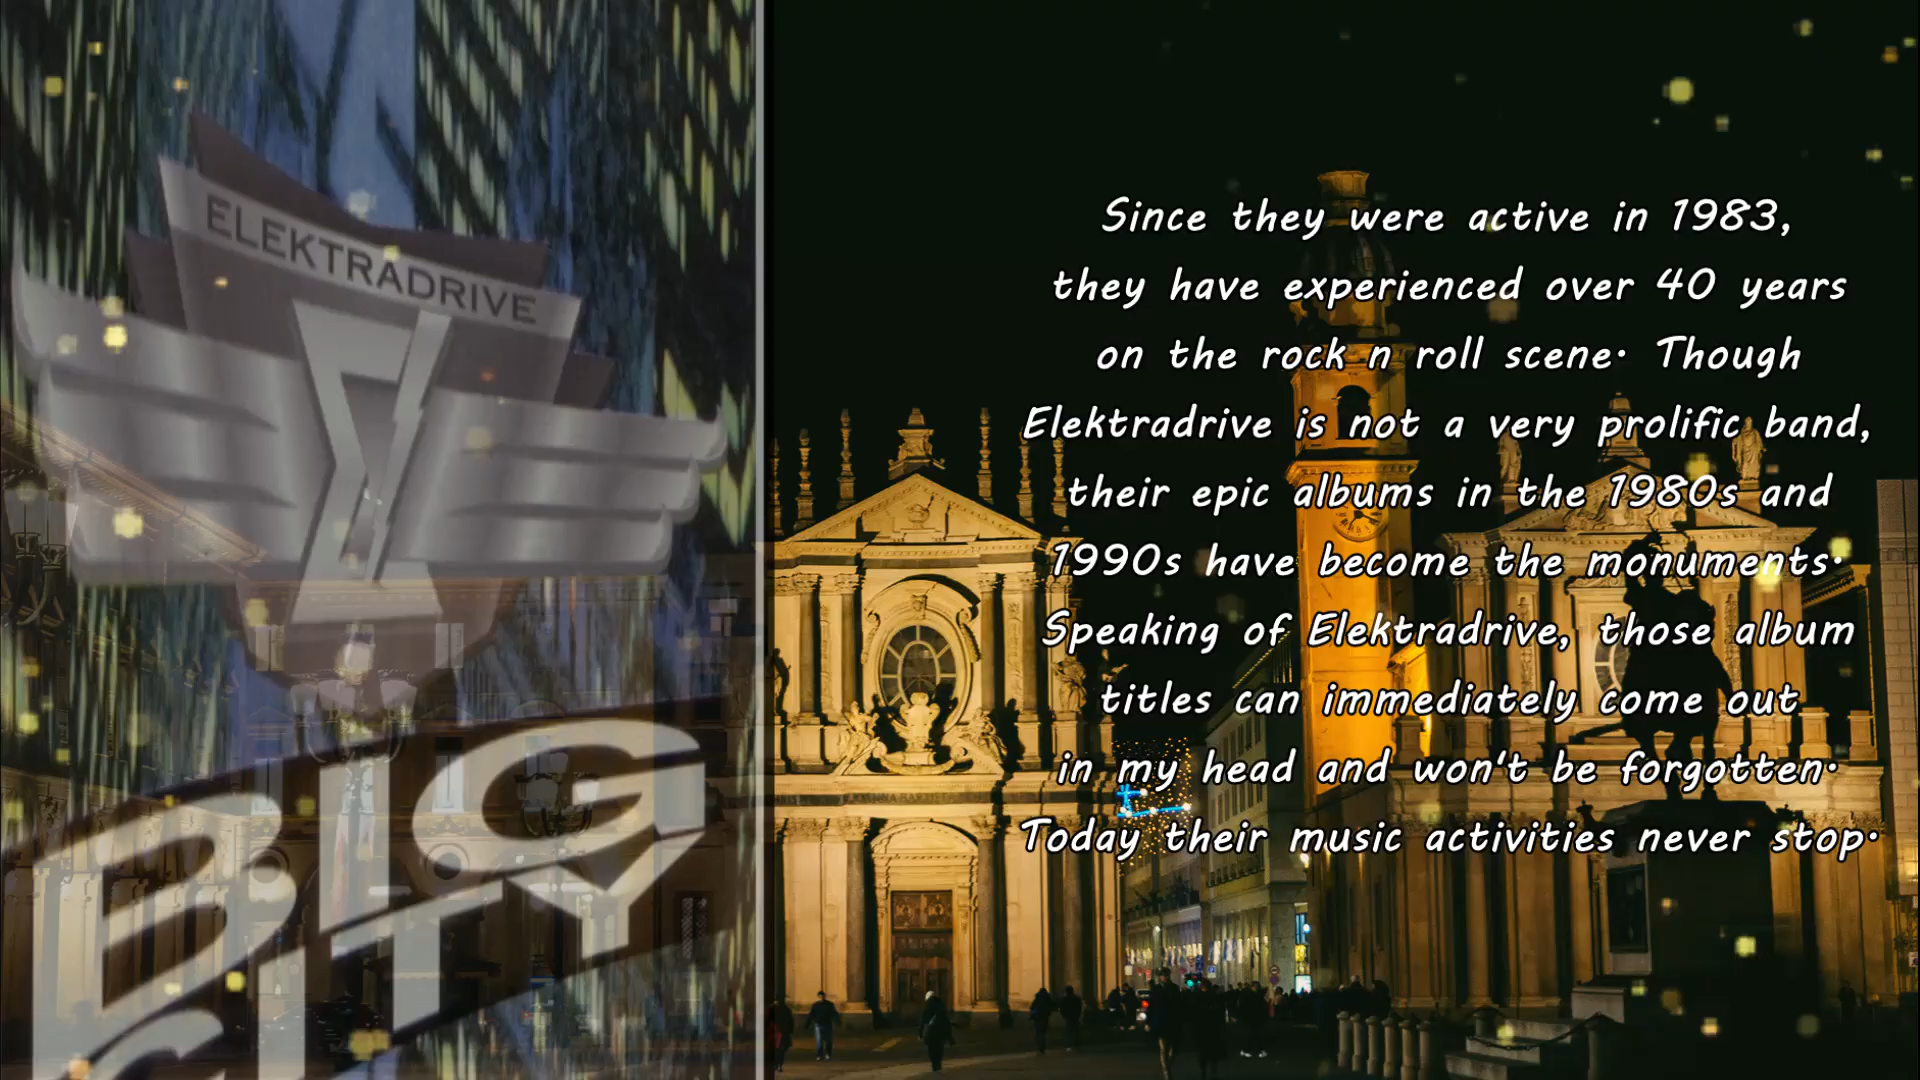 ELEKTRADRIVE
BIG
CITY
Since they were active in 1983,
they have experienced over 40 years
on the rock n roll scene. Though
Elektradrive is not a very prolific band,
their epic albums in the 1980s and
1990s have become the monuments.
Speaking of Elektradrive, those album
titles can immediately come out
in my head and won't be forgotten.
Today their music activities never stop.